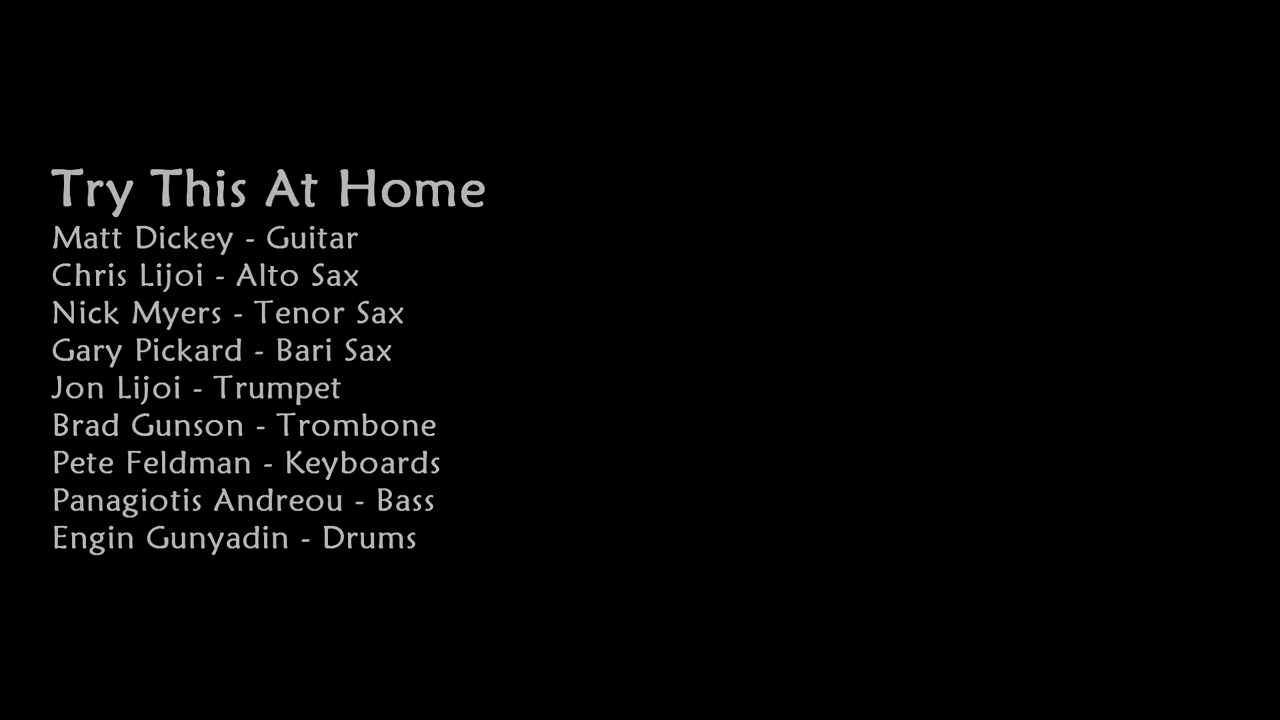 Try This At Home
Matt Dickey - Guitar
Chris Lijoi - Alto Sax
Nick Myers - Tenor Sax
Gary Pickard - Bari Sax
Jon Lijoi - Trumpet
Brad Gunson - Trombone
Pete Feldman - Keyboards
Panagiotis Andreou - Bass
Engin Gunyadin - Drums